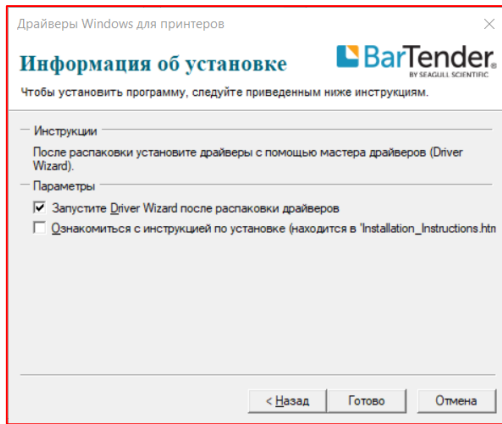 Драйверы Windows для принтеров
Информация об установке
BarTender
BY SEAGULL SCIENTIFIC
Чтобы установить программу, следуйте приведенным ниже инструкциям.
Инструкции
После распаковки установите драйверы с помощью мастера драйверов (Driver
Wizard).
Параметры
Запустите Driver Wizard после распаковки драйверов
Ознакомиться с инструкцией по установке (находится в 'Installation_Instructions.htm
< Назад Готово Отмена